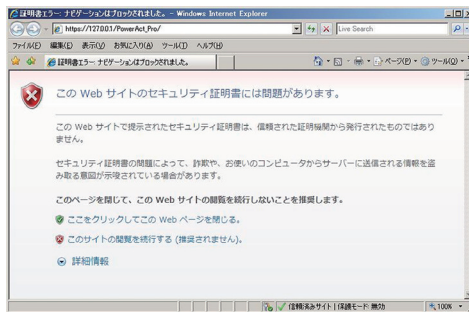 証明書エラー: ナビゲーションはブロックされました。 - Windows Internet Explorer
https://127.0.0.1/PowerAct_Pro/
Live Search
ファイル(F) 編集(E) 表示(V) お気に入り(A) ツール(T) ヘルプ(H)
証明書エラー: ナビゲーションはブロックされました。
ページ(P) ツール(O)
この Web サイトのセキュリティ証明書には問題があります。
この Web サイトで提示されたセキュリティ証明書は、信頼された証明機関から発行されたものではあり
ません。
セキュリティ証明書の問題によって、詐欺や、お使いのコンピュータからサーバーに送信される情報を盗
み取る意図が示唆されている場合があります。
このページを閉じて、この Web サイトの閲覧を続行しないことを推奨します。
ここをクリックしてこの Web ページを閉じる。
このサイトの閲覧を続行する (推奨されません)。
詳細情報
信頼済みサイト | 保護モード: 無効
100%